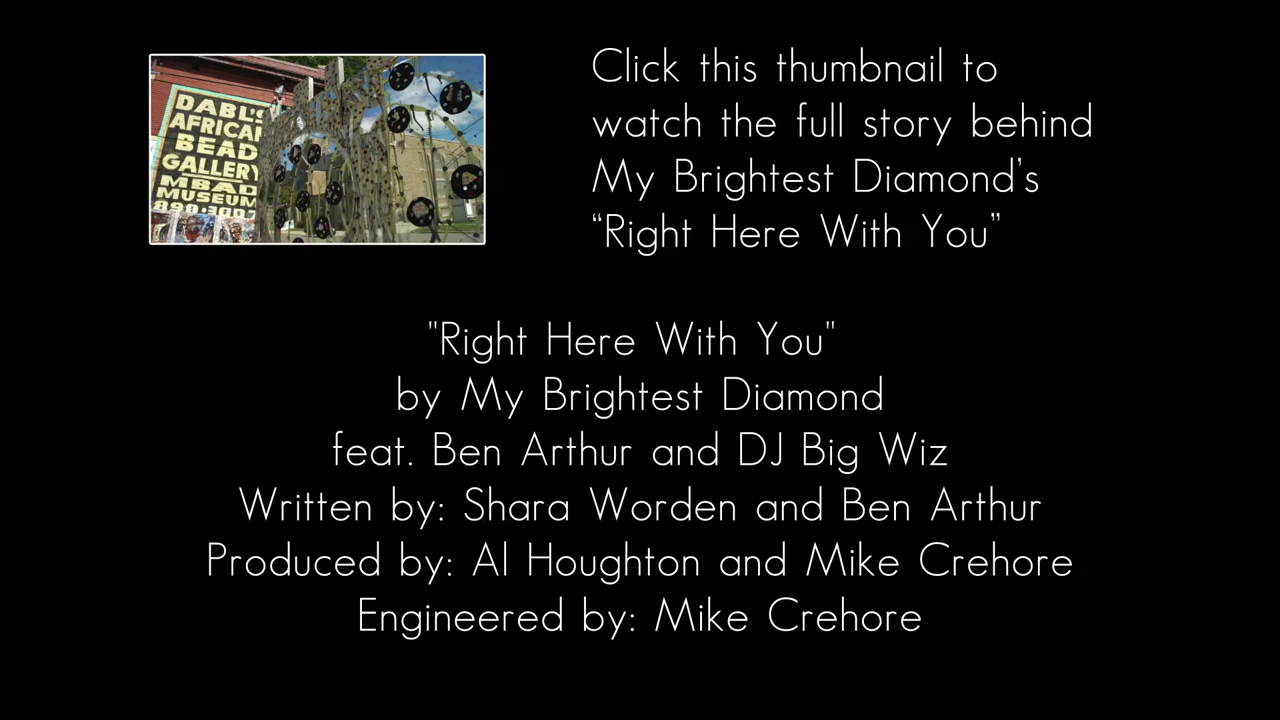 DABL'S
AFRICAN
BEAD
GALLERY
MBAD
MUSEUM
Click this thumbnail to
watch the full story behind
My Brightest Diamond's
“Right Here With You”
"Right Here With You"
by My Brightest Diamond
feat. Ben Arthur and DJ Big Wiz
Written by: Shara Worden and Ben Arthur
Produced by: Al Houghton and Mike Crehore
Engineered by: Mike Crehore